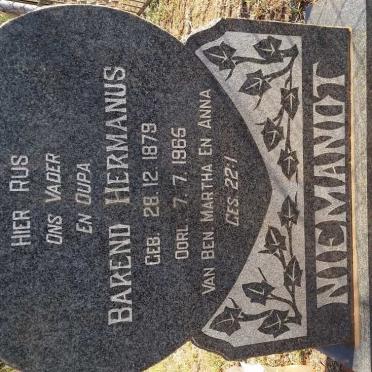 HIER RUS
ONS VADER
EN OUPA
BAREND HERMANUS
GEB. 28. 12. 1879
OORL. 7. 7. 1966
VAN BEN MARTHA EN ANNA
GES. 22:1
NIEMANDT